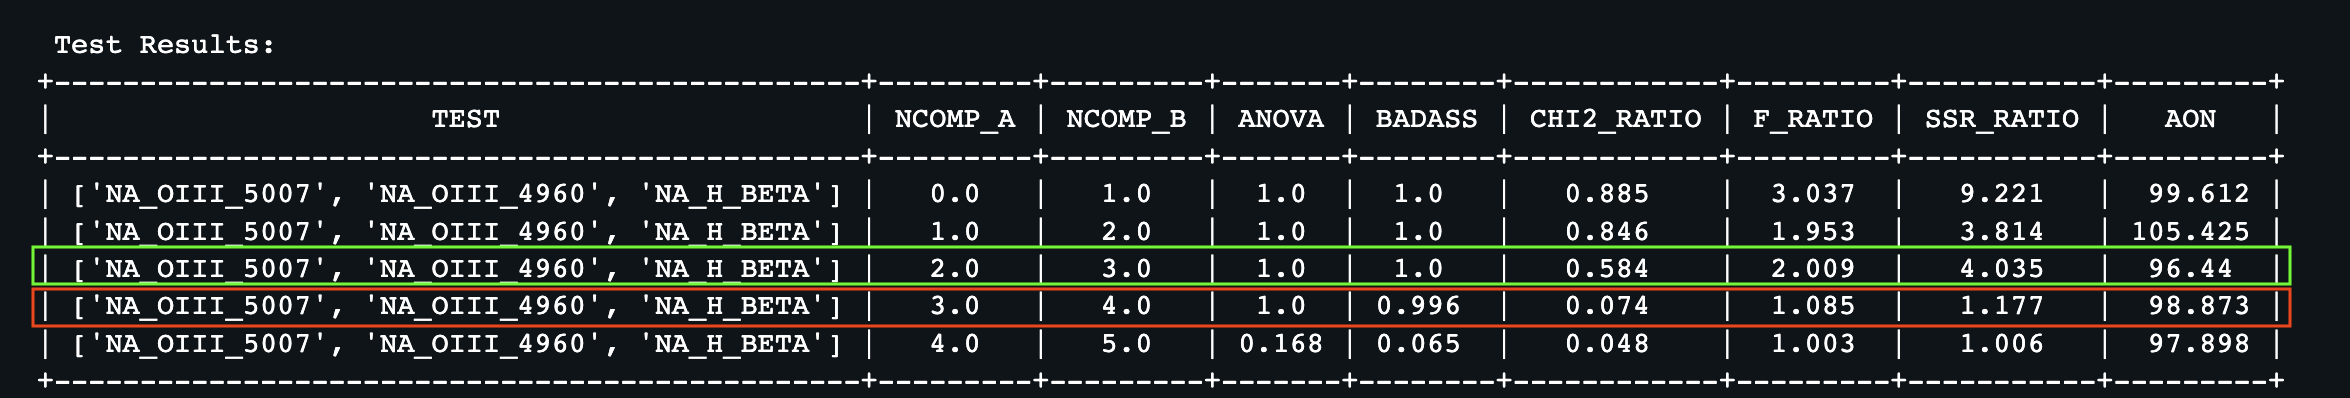 Test Results:
+-----------------------------------------------+---------+---------+-------+--------+------------+---------+-----------+---------+
| TEST | NCOMP_A | NCOMP_B | ANOVA | BADASS | CHI2_RATIO | F_RATIO | SSR_RATIO | AON |
+-----------------------------------------------+---------+---------+-------+--------+------------+---------+-----------+---------+
| ['NA_OIII_5007', 'NA_OIII_4960', 'NA_H_BETA'] | 0.0 | 1.0 | 1.0 | 1.0 | 0.885 | 3.037 | 9.221 | 99.612 |
| ['NA_OIII_5007', 'NA_OIII_4960', 'NA_H_BETA'] | 1.0 | 2.0 | 1.0 | 1.0 | 0.846 | 1.953 | 3.814 | 105.425 |
| ['NA_OIII_5007', 'NA_OIII_4960', 'NA_H_BETA'] | 2.0 | 3.0 | 1.0 | 1.0 | 0.584 | 2.009 | 4.035 | 96.44 |
| ['NA_OIII_5007', 'NA_OIII_4960', 'NA_H_BETA'] | 3.0 | 4.0 | 1.0 | 0.996 | 0.074 | 1.085 | 1.177 | 98.873 |
| ['NA_OIII_5007', 'NA_OIII_4960', 'NA_H_BETA'] | 4.0 | 5.0 | 0.168 | 0.065 | 0.048 | 1.003 | 1.006 | 97.898 |
+-----------------------------------------------+---------+---------+-------+--------+------------+---------+-----------+---------+